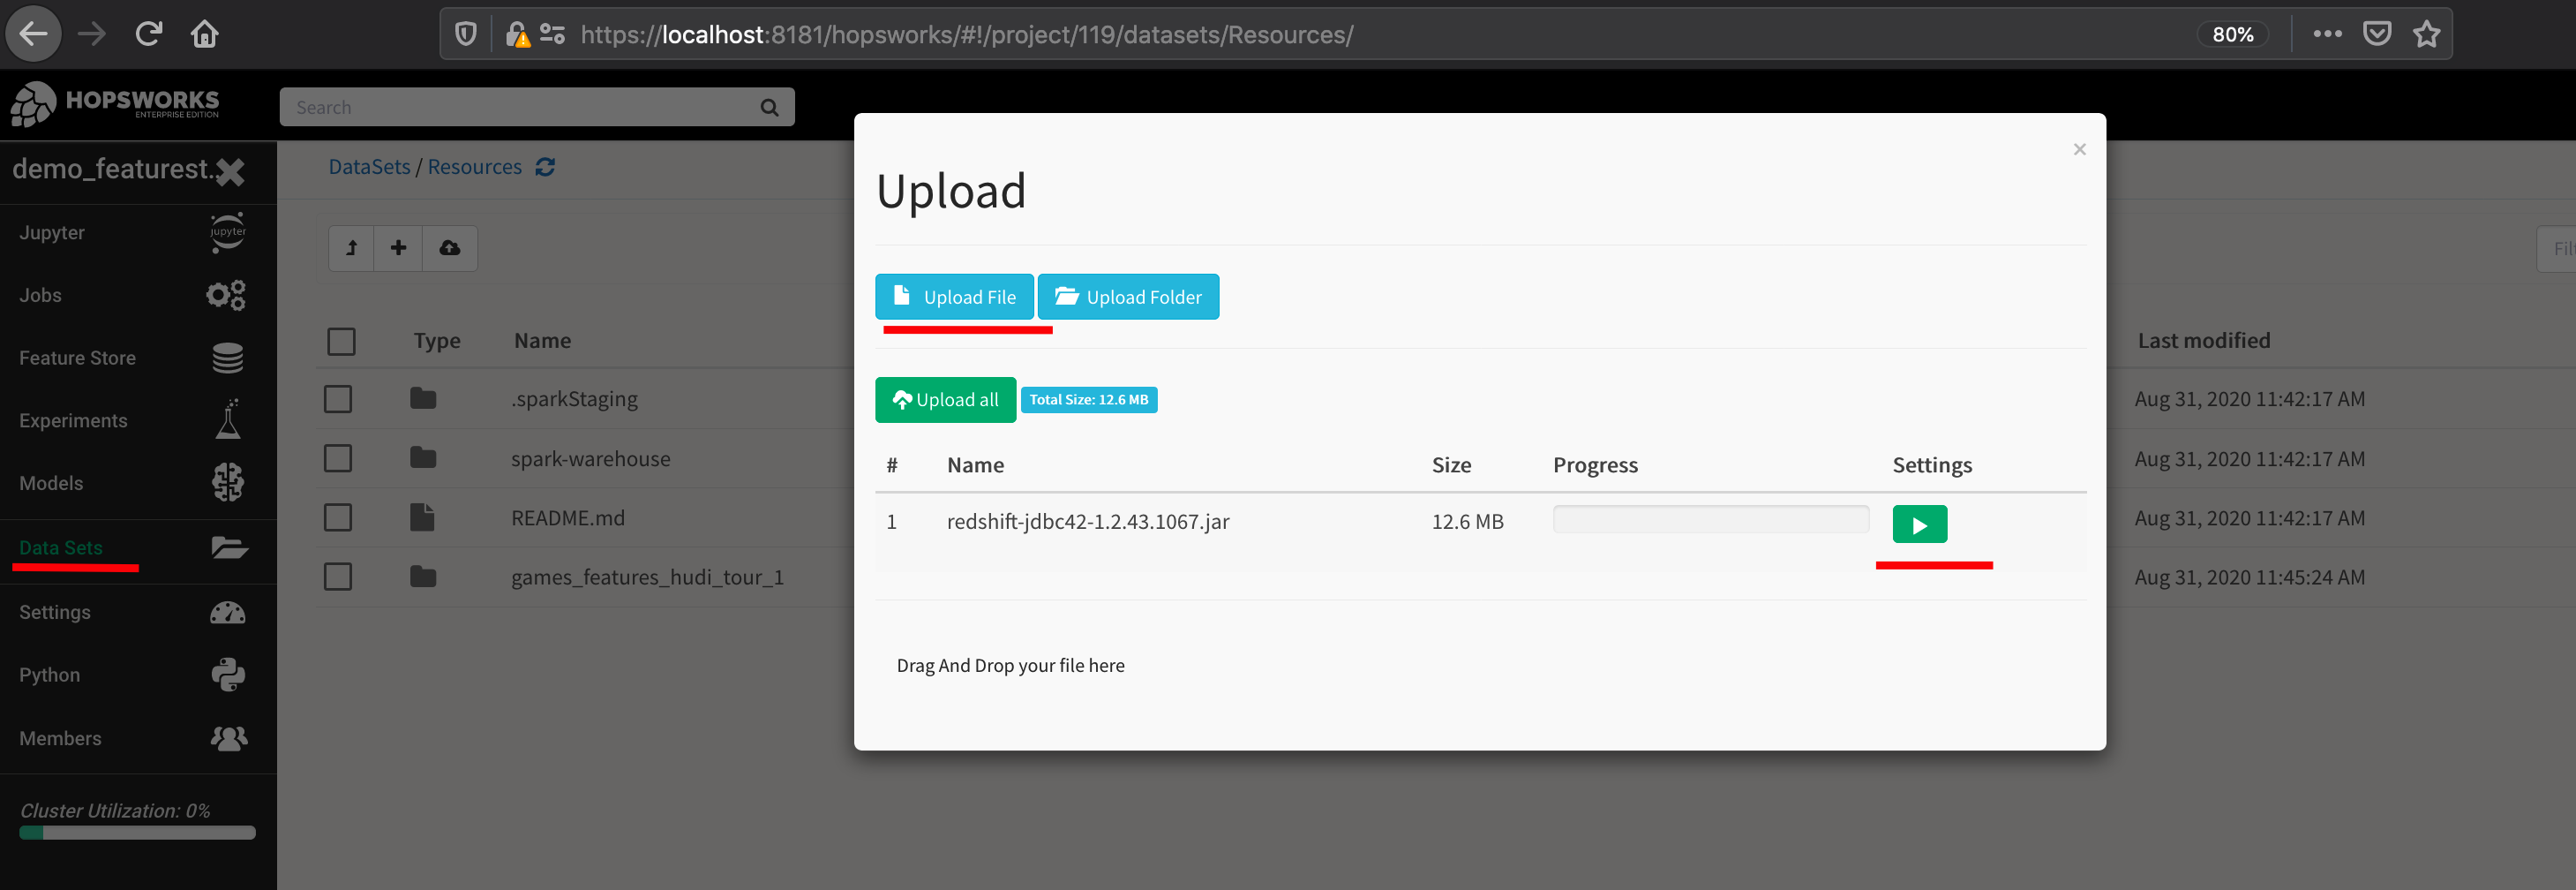 https://localhost:8181/hopsworks/#!/project/119/datasets/Resources/
80%
HOPSWORKS
ENTERPRISE EDITION
Search
demo_featurest..
Jupyter
jupyter
Jobs
Feature Store
Experiments
Models
Data Sets
Settings
Python
Members
Cluster Utilization: 0%
DataSets / Resources
Type Name Last modified
.sparkStaging Aug 31, 2020 11:42:17 AM
spark-warehouse Aug 31, 2020 11:42:17 AM
README.md Aug 31, 2020 11:42:17 AM
games_features_hudi_tour_1 Aug 31, 2020 11:45:24 AM
×
Upload
Upload File Upload Folder
Upload all Total Size: 12.6 MB
# Name Size Progress Settings
1 redshift-jdbc42-1.2.43.1067.jar 12.6 MB
Drag And Drop your file here